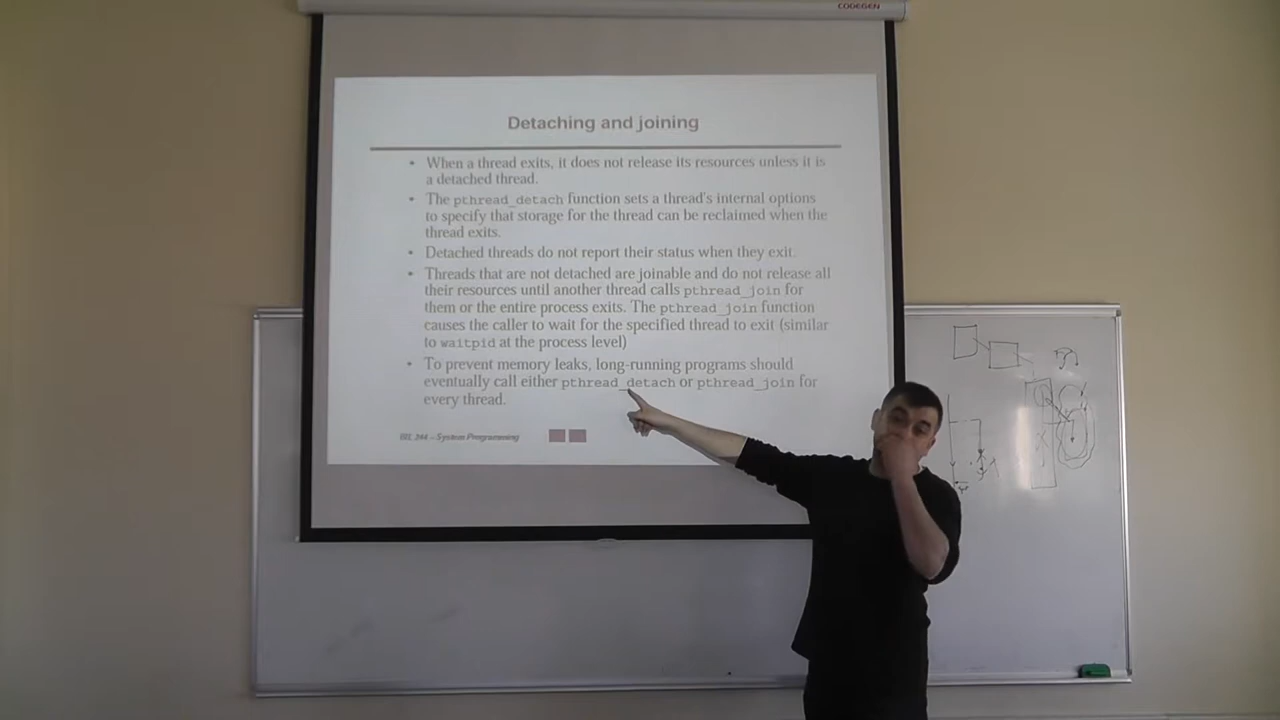 CODEGEN
Detaching and joining
• When a thread exits, it does not release its resources unless it is
a detached thread.
• The pthread_detach function sets a thread's internal options
to specify that storage for the thread can be reclaimed when the
thread exits.
• Detached threads do not report their status when they exit.
• Threads that are not detached are joinable and do not release all
their resources until another thread calls pthread_join for
them or the entire process exits. The pthread_join function
causes the caller to wait for the specified thread to exit (similar
to waitpid at the process level)
• To prevent memory leaks, long-running programs should
eventually call either pthread_detach or pthread_join for
every thread.
BIL 244 – System Programming